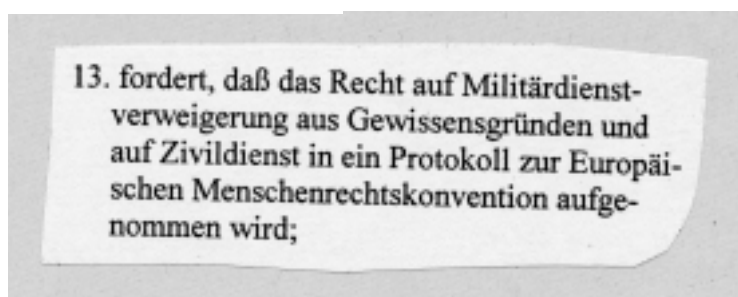 13. fordert, daß das Recht auf Militärdienst-
verweigerung aus Gewissensgründen und
auf Zivildienst in ein Protokoll zur Europäi-
schen Menschenrechtskonvention aufge-
nommen wird;